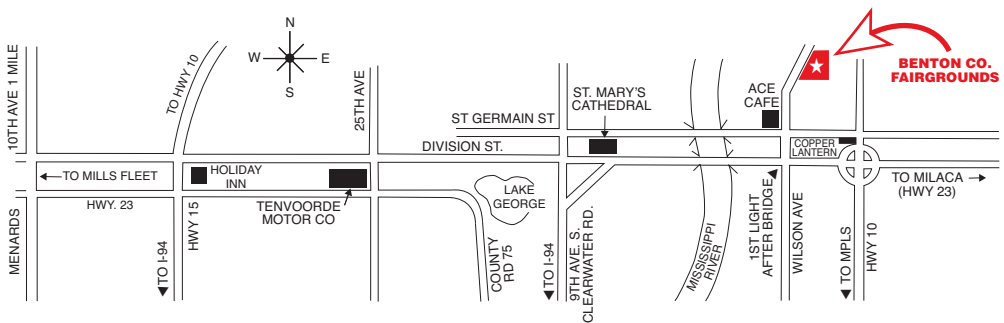 N
W
E
S
10TH AVE 1 MILE
TO HWY 10
25TH AVE
BENTON CO.
FAIRGROUNDS
ST. MARY'S
CATHEDRAL
ACE
CAFE
ST GERMAIN ST
DIVISION ST.
COPPER
LANTERN
TO MILLS FLEET
HOLIDAY
INN
TENVOORDE
MOTOR CO
HWY. 23
LAKE
GEORGE
TO MILACA
(HWY 23)
MENARDS
TO I-94
HWY 15
COUNTY
RD 75
TO I-94
9TH AVE. S.
CLEARWATER RD.
MISSISSIPPI
RIVER
1ST LIGHT
AFTER BRIDGE
WILSON AVE
TO MPLS
HWY 10